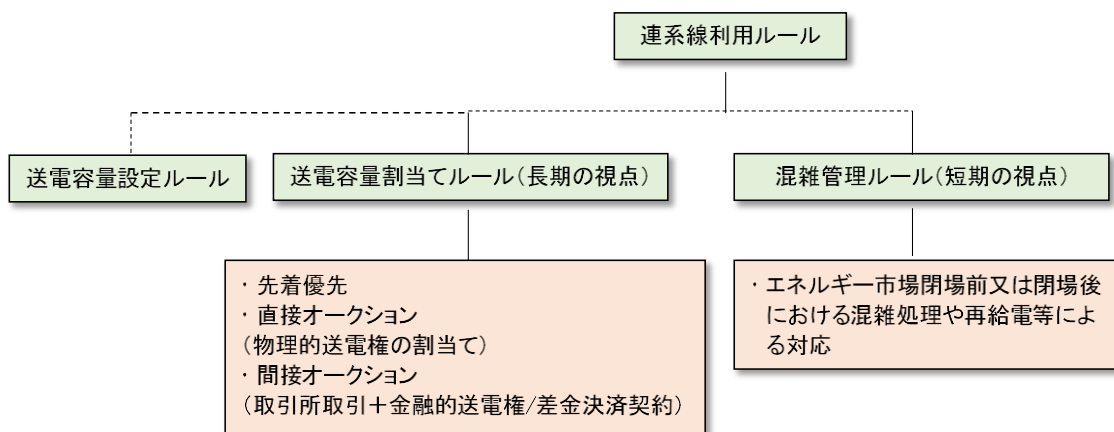 連系線利用ルール
送電容量設定ルール
送電容量割当てルール(長期の視点)
混雑管理ルール(短期の視点)
・先着優先
・直接オークション
(物理的送電権の割当て)
・間接オークション
(取引所取引+金融的送電権/差金決済契約)
・エネルギー市場閉場前又は閉場後
における混雑処理や再給電等によ
る対応